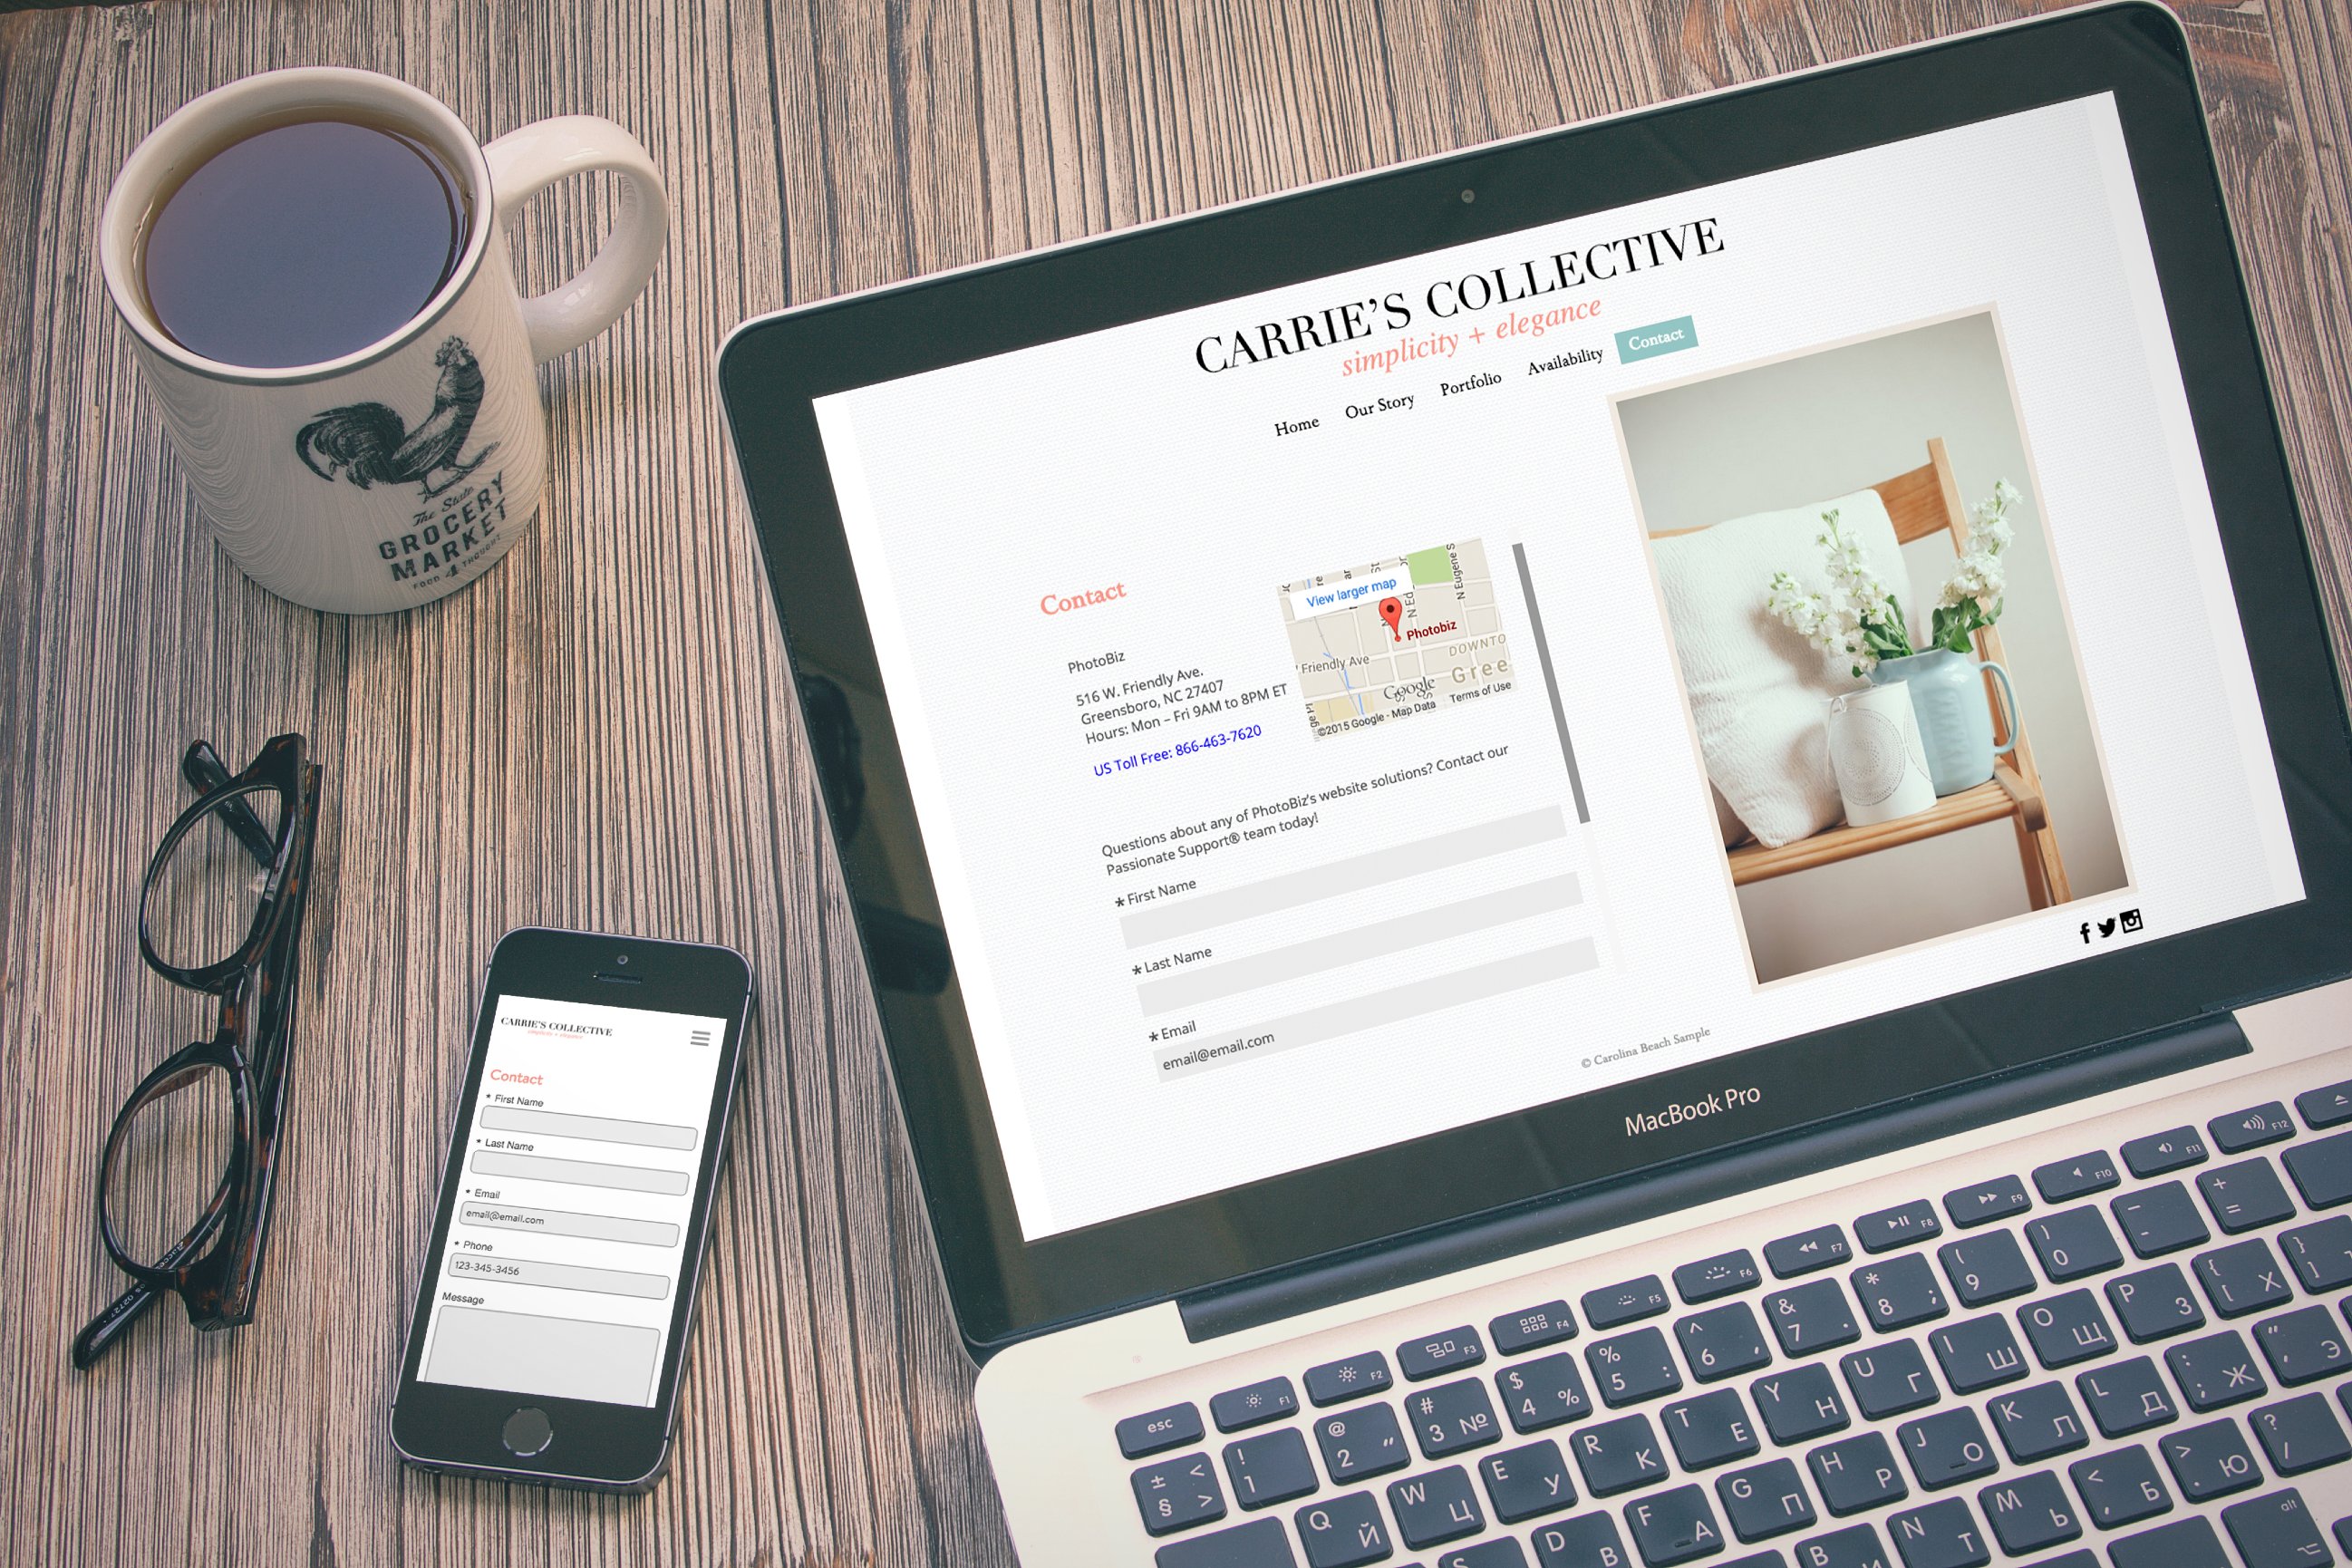 The State
GROCERY
MARKET
FOOD 4 THOUGHT
CARRIE'S COLLECTIVE
simplicity + elegance
Home Our Story Portfolio Availability Contact
Contact
PhotoBiz
516 W. Friendly Ave.
Greensboro, NC 27407
Hours: Mon – Fri 9AM to 8PM ET
US Toll Free: 866-463-7620
View larger map
N Eugene S
Photobiz
DOWNTO
Friendly Ave
Gree
Google
©2015 Google - Map Data Terms of Use
Questions about any of PhotoBiz's website solutions? Contact our
Passionate Support® team today!
* First Name
* Last Name
* Email
email@email.com
© Carolina Beach Sample
MacBook Pro
CARRIE'S COLLECTIVE
simplicity + elegance
Contact
* First Name
* Last Name
* Email
email@email.com
* Phone
123-345-3456
Message
esc F1 F2 F3 F4 F5 F6 F7 F8 F9 F10 F11 F12
± § < > ! 1 @ 2 " # 3 № $ 4 % % 5 : ^ 6 , & 7 . * 8 ; ( 9 ) 0 _ - + =
Q Й W Ц E У R К T Е Y Н U Г I Ш O Щ P З { [ Х } ]
S D В F А G П H Р J О K Л L Д : ; Ж " ' Э
В N Т M Ь < , Б > . Ю ? /
alt